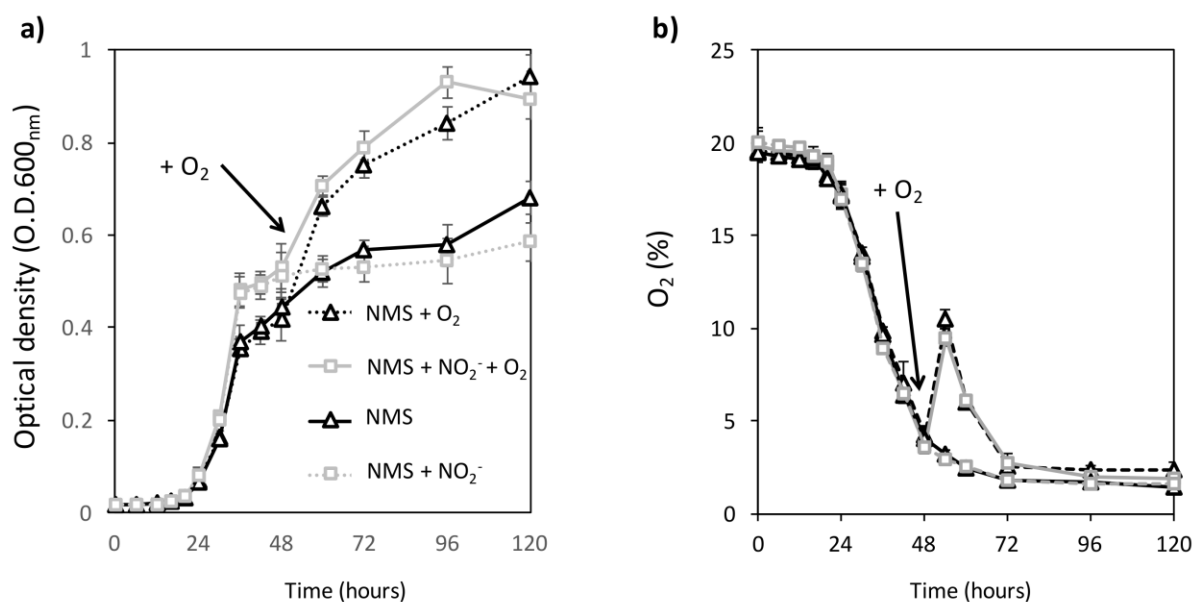 a)
Optical density (O.D.600nm)
1
0.8
0.6
0.4
0.2
0
+ O2
NMS + O2
NMS + NO2- + O2
NMS
NMS + NO2-
0 24 48 72 96 120
Time (hours)
b)
O2 (%)
25
20
15
10
5
0
+ O2
0 24 48 72 96 120
Time (hours)